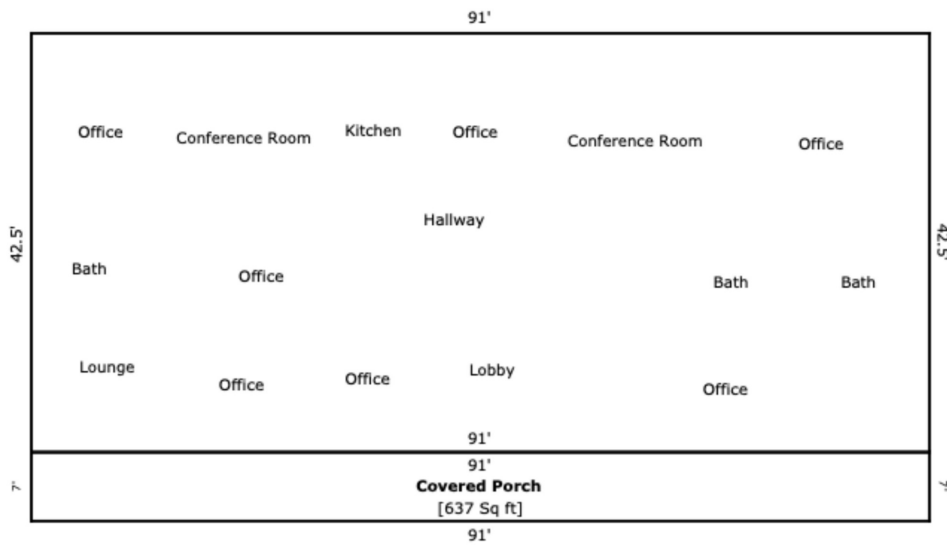 91'
Office
Conference Room
Kitchen
Office
Conference Room
Office
Hallway
42.5'
42.5'
Bath
Office
Bath
Bath
Lounge
Office
Office
Lobby
Office
91'
91'
7'
Covered Porch
7'
[637 Sq ft]
91'